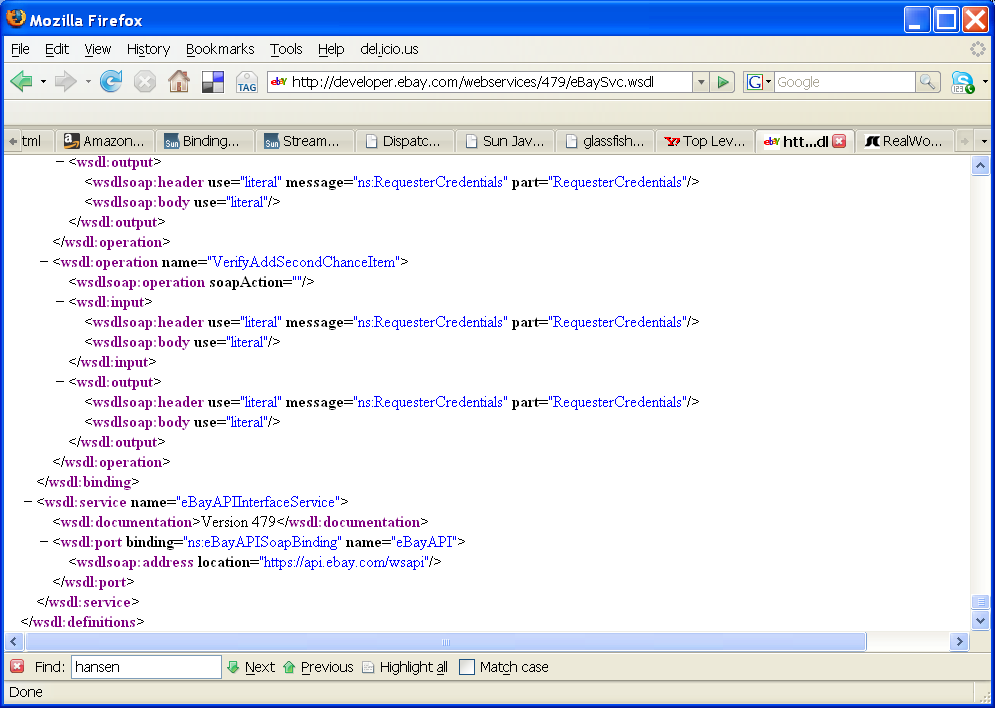 Mozilla Firefox
File Edit View History Bookmarks Tools Help del.icio.us
TAG http://developer.ebay.com/webservices/479/eBaySvc.wsdl G Google
tml Amazon... Binding... Stream... Dispatc... Sun Jav... glassfish... Top Lev... htt...dl RealWo...
− <wsdl:output>
<wsdlsoap:header use="literal" message="ns:RequesterCredentials" part="RequesterCredentials"/>
<wsdlsoap:body use="literal"/>
</wsdl:output>
</wsdl:operation>
− <wsdl:operation name="VerifyAddSecondChanceItem">
<wsdlsoap:operation soapAction=""/>
− <wsdl:input>
<wsdlsoap:header use="literal" message="ns:RequesterCredentials" part="RequesterCredentials"/>
<wsdlsoap:body use="literal"/>
</wsdl:input>
− <wsdl:output>
<wsdlsoap:header use="literal" message="ns:RequesterCredentials" part="RequesterCredentials"/>
<wsdlsoap:body use="literal"/>
</wsdl:output>
</wsdl:operation>
</wsdl:binding>
− <wsdl:service name="eBayAPIInterfaceService">
<wsdl:documentation>Version 479</wsdl:documentation>
− <wsdl:port binding="ns:eBayAPISoapBinding" name="eBayAPI">
<wsdlsoap:address location="https://api.ebay.com/wsapi"/>
</wsdl:port>
</wsdl:service>
</wsdl:definitions>
Find: hansen Next Previous Highlight all Match case
Done